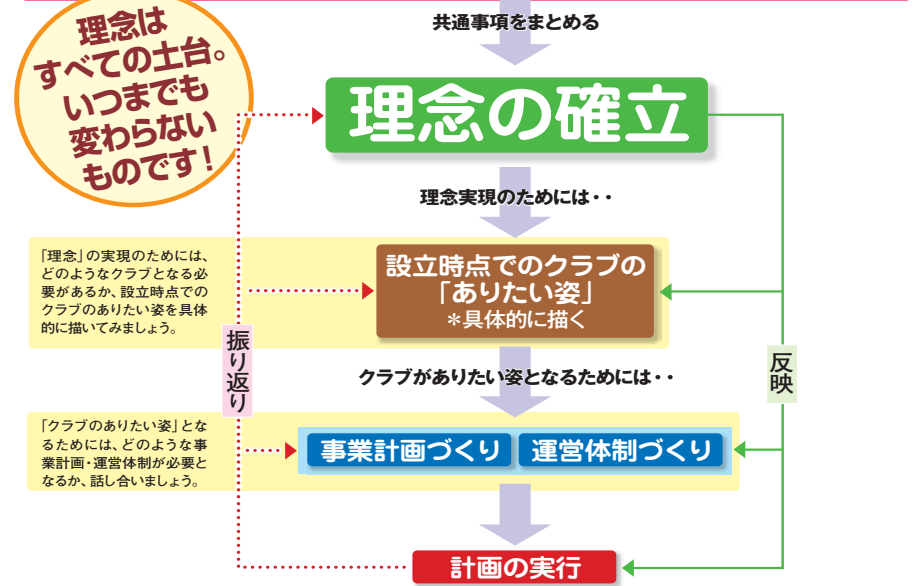 共通事項をまとめる
理念は
すべての土台。
いつまでも
変わらない
ものです！
理念の確立
理念実現のためには・・
「理念」の実現のためには、
どのようなクラブとなる必
要があるか、設立時点での
クラブのありたい姿を具体
的に描いてみましょう。
設立時点でのクラブの
「ありたい姿」
＊具体的に描く
振り返り
反映
クラブがありたい姿となるためには・・
「クラブのありたい姿」とな
るためには、どのような事
業計画・運営体制が必要と
なるか、話し合いましょう。
事業計画づくり 運営体制づくり
計画の実行